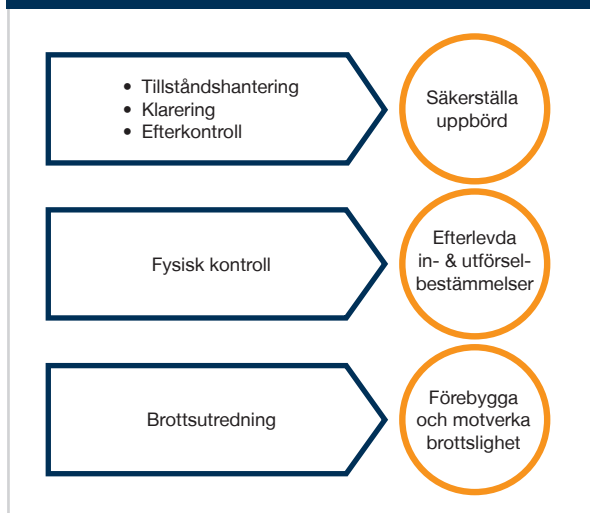 • Tillståndshantering
• Klarering
• Efterkontroll
Säkerställa
uppbörd
Fysisk kontroll
Efterlevda
in- & utförsel-
bestämmelser
Brottsutredning
Förebygga
och motverka
brottslighet